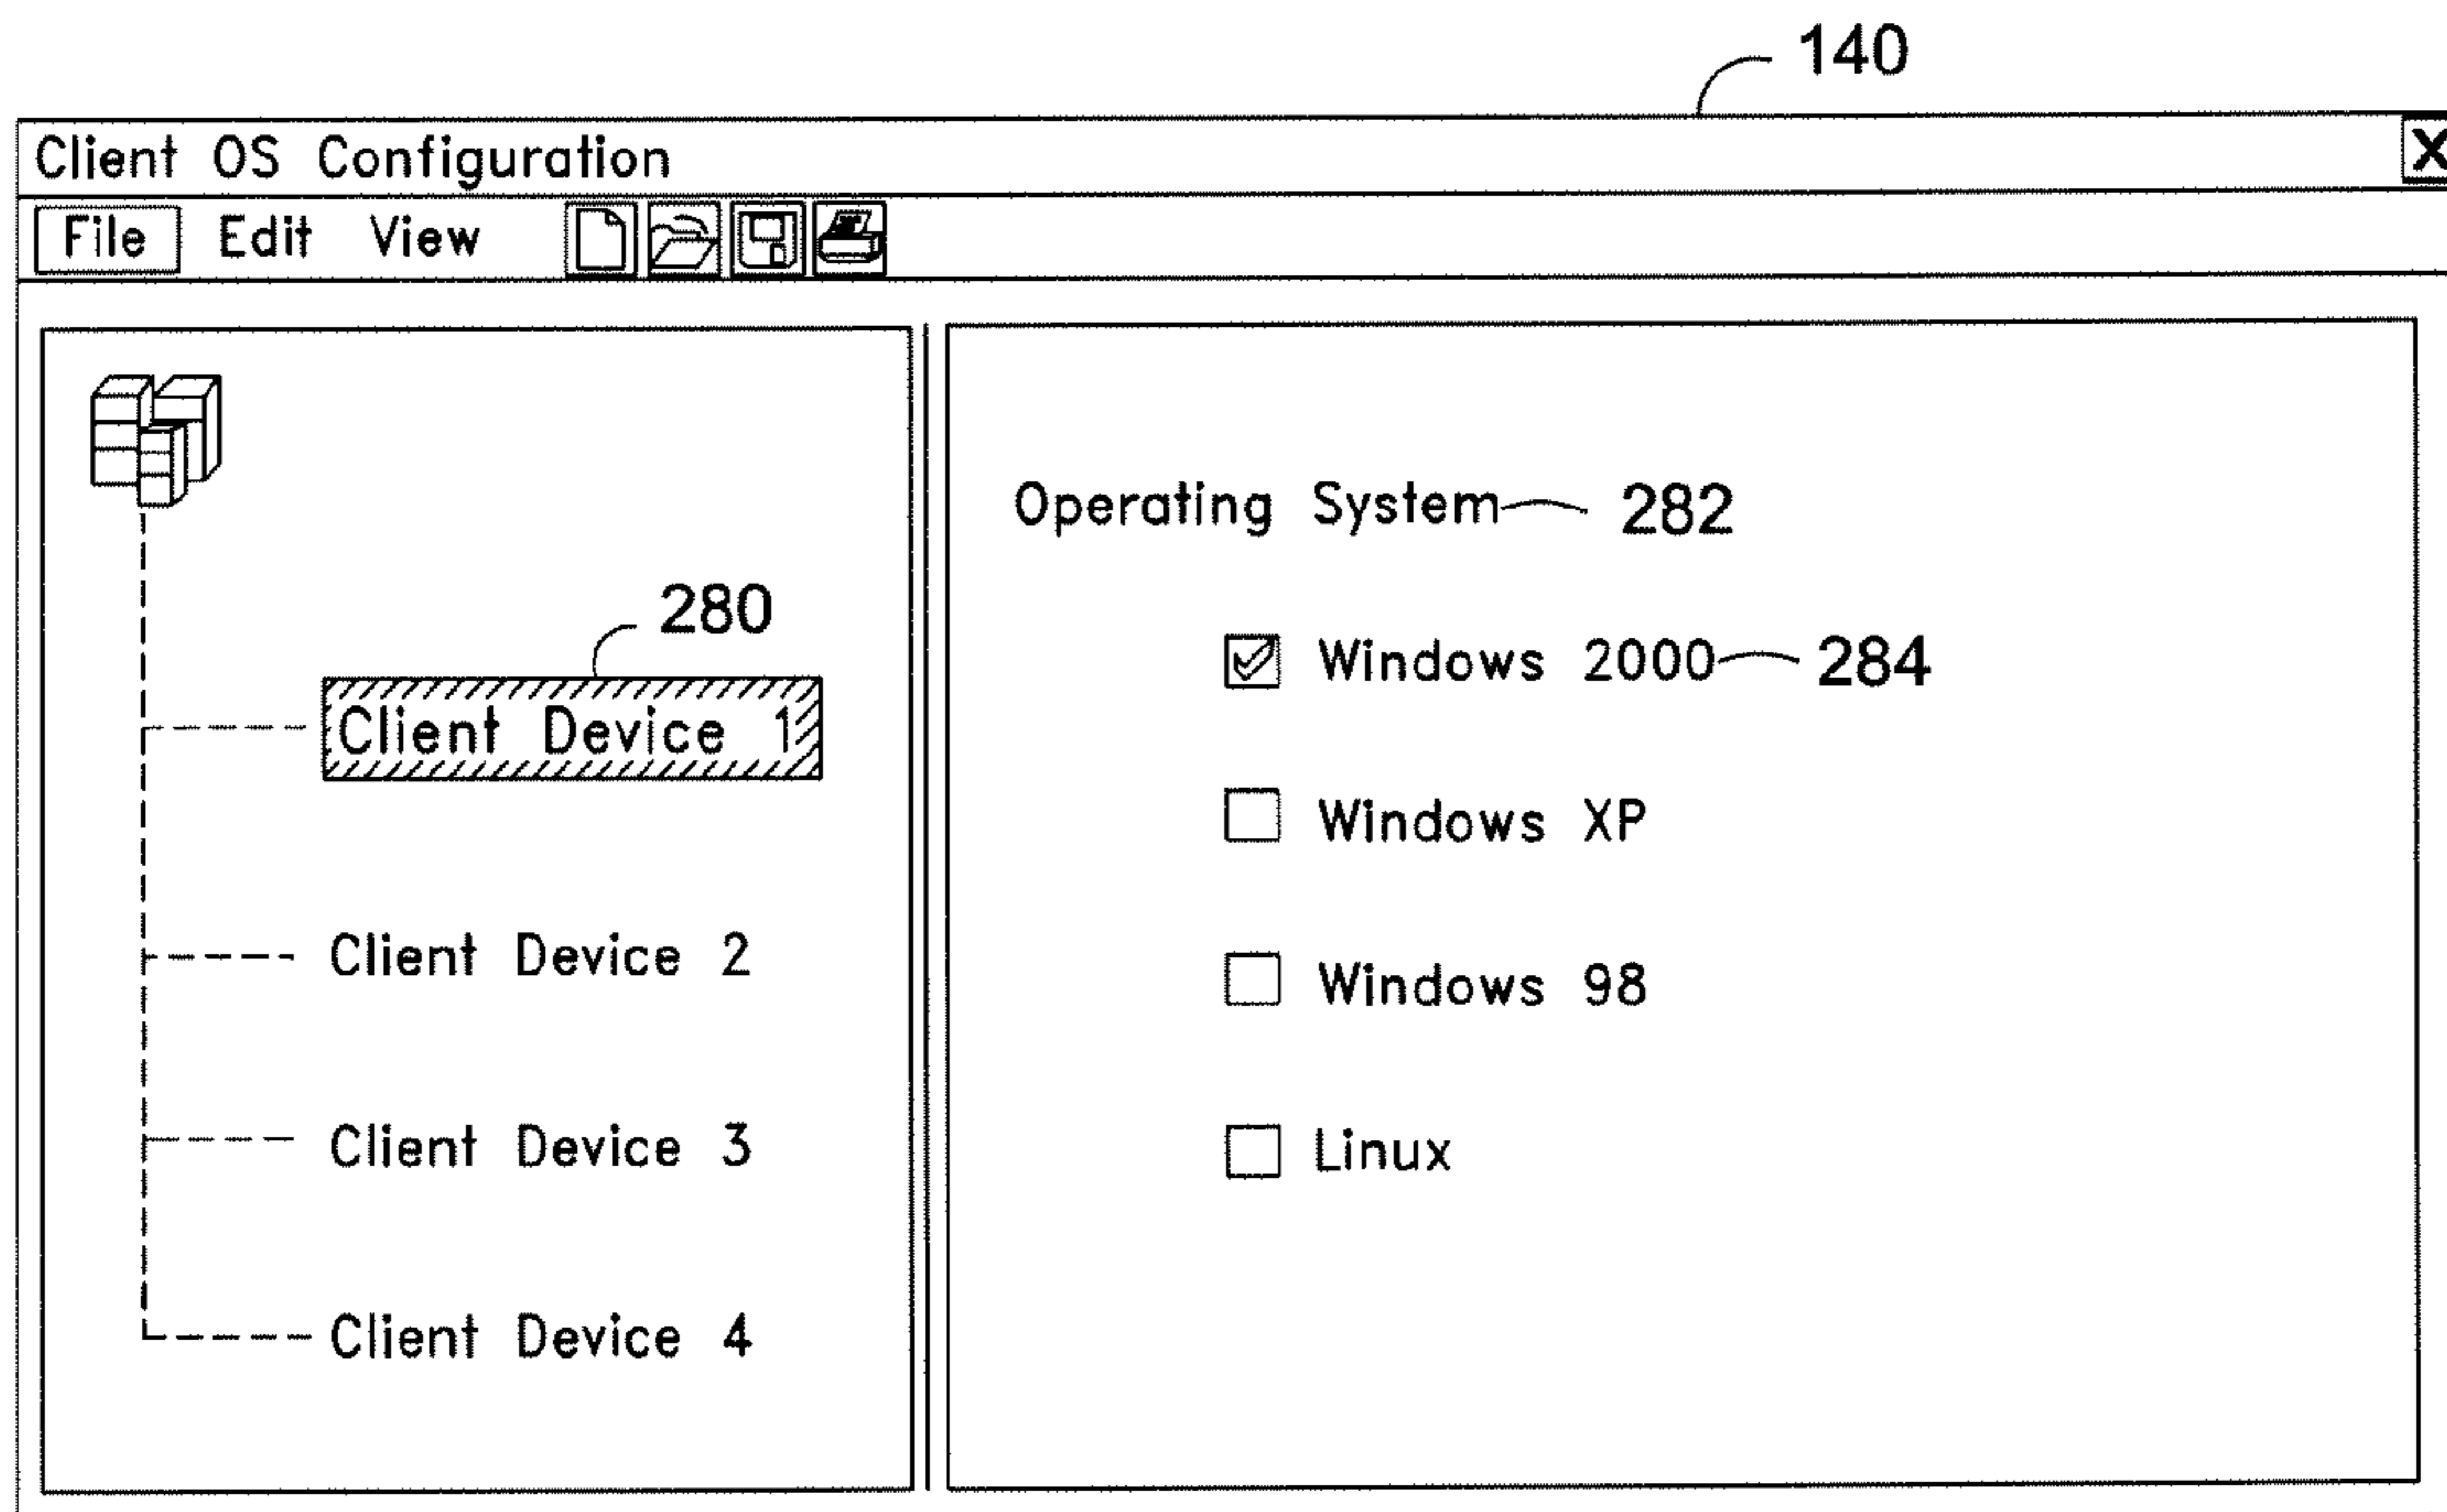 140
Client OS Configuration X
File Edit View
Operating System 282
280
Windows 2000 284
Client Device 1
Windows XP
Client Device 2
Windows 98
Client Device 3
Linux
Client Device 4